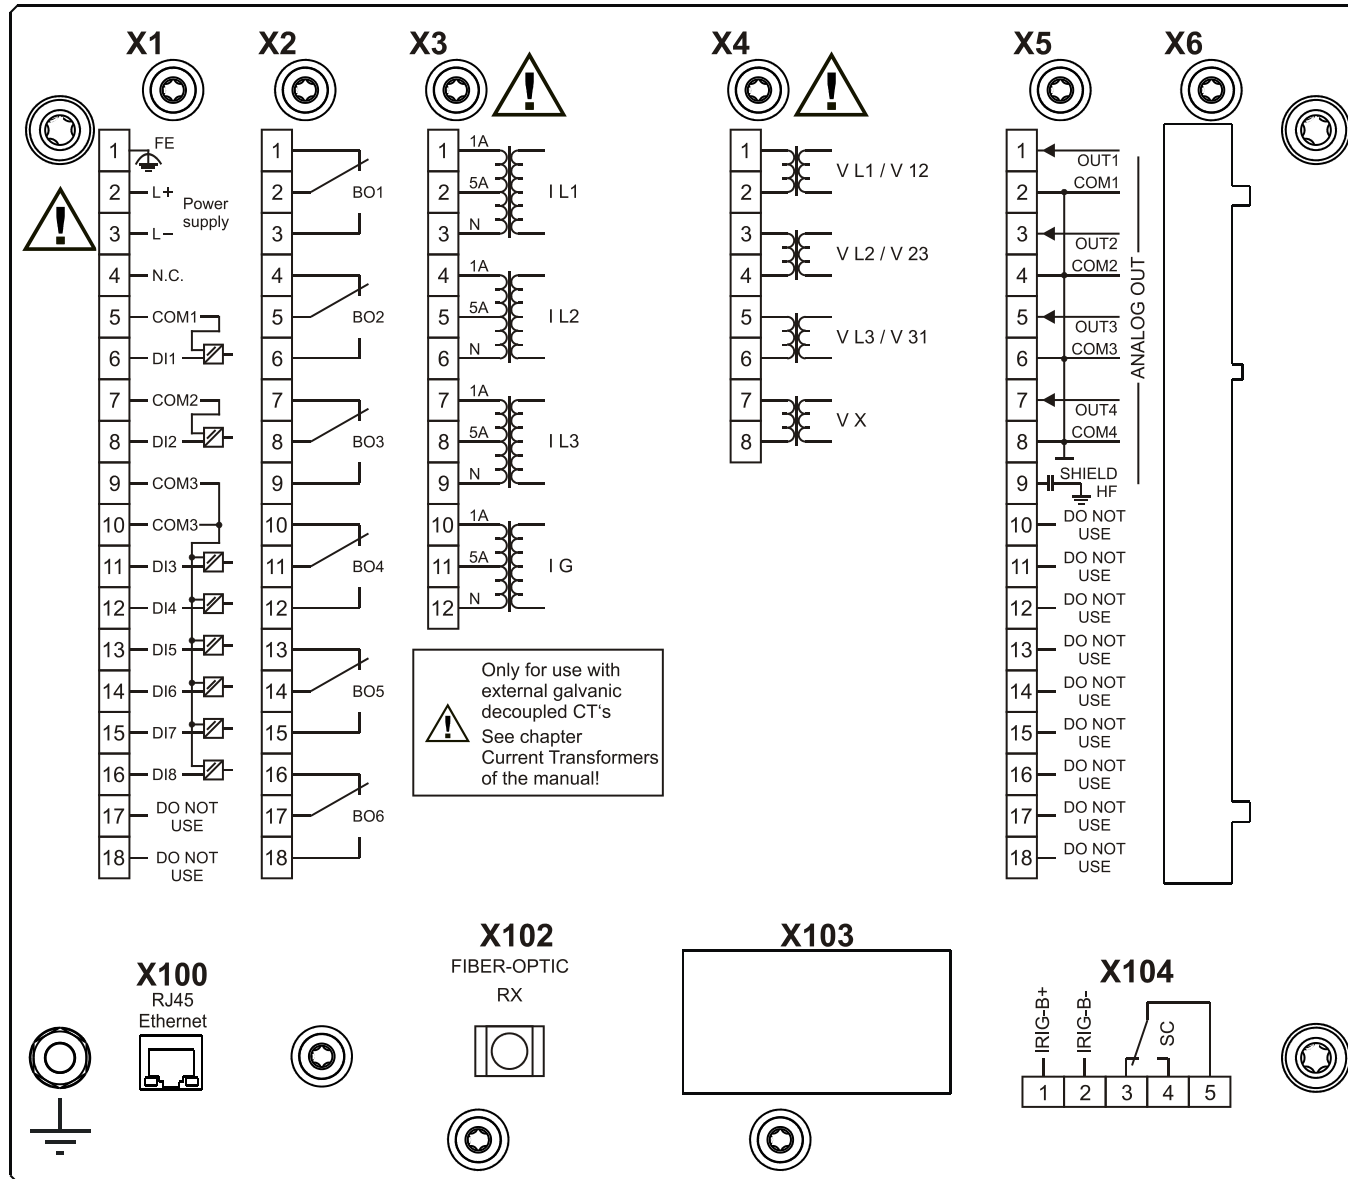 X1
X2
X3
X4
X5
X6
1 FE
2 L+
3 L-
Power
supply
4 N.C.
5 COM1
6 DI1
7 COM2
8 DI2
9 COM3
10 COM3
11 DI3
12 DI4
13 DI5
14 DI6
15 DI7
16 DI8
17 DO NOT
USE
18 DO NOT
USE
1
2 BO1
3
4
5 BO2
6
7
8 BO3
9
10
11 BO4
12
13
14 BO5
15
16
17 BO6
18
!
1 1A
2 5A I L1
3 N
4 1A
5 5A I L2
6 N
7 1A
8 5A I L3
9 N
10 1A
11 5A I G
12 N
!
Only for use with
external galvanic
decoupled CT's
See chapter
Current Transformers
of the manual!
!
!
1
V L1 / V 12
2
3
V L2 / V 23
4
5
V L3 / V 31
6
7
V X
8
1 OUT1
2 COM1
3 OUT2
4 COM2
5 OUT3
6 COM3
7 OUT4
8 COM4
ANALOG OUT
9 SHIELD
HF
10 DO NOT
USE
11 DO NOT
USE
12 DO NOT
USE
13 DO NOT
USE
14 DO NOT
USE
15 DO NOT
USE
16 DO NOT
USE
17 DO NOT
USE
18 DO NOT
USE
X100
RJ45
Ethernet
X102
FIBER-OPTIC
RX
X103
X104
IRIG-B+
IRIG-B-
SC
1 2 3 4 5